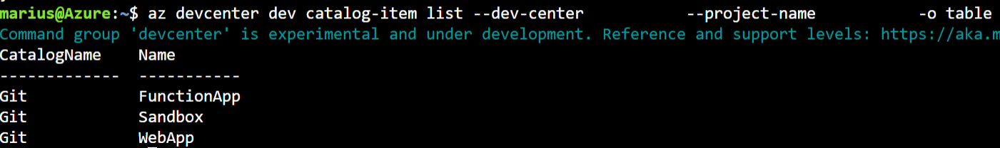 marius@Azure:~$ az devcenter dev catalog-item list --dev-center --project-name -o table
Command group 'devcenter' is experimental and under development. Reference and support levels: https://aka.m
CatalogName Name
------------- -----------
Git FunctionApp
Git Sandbox
Git WebApp